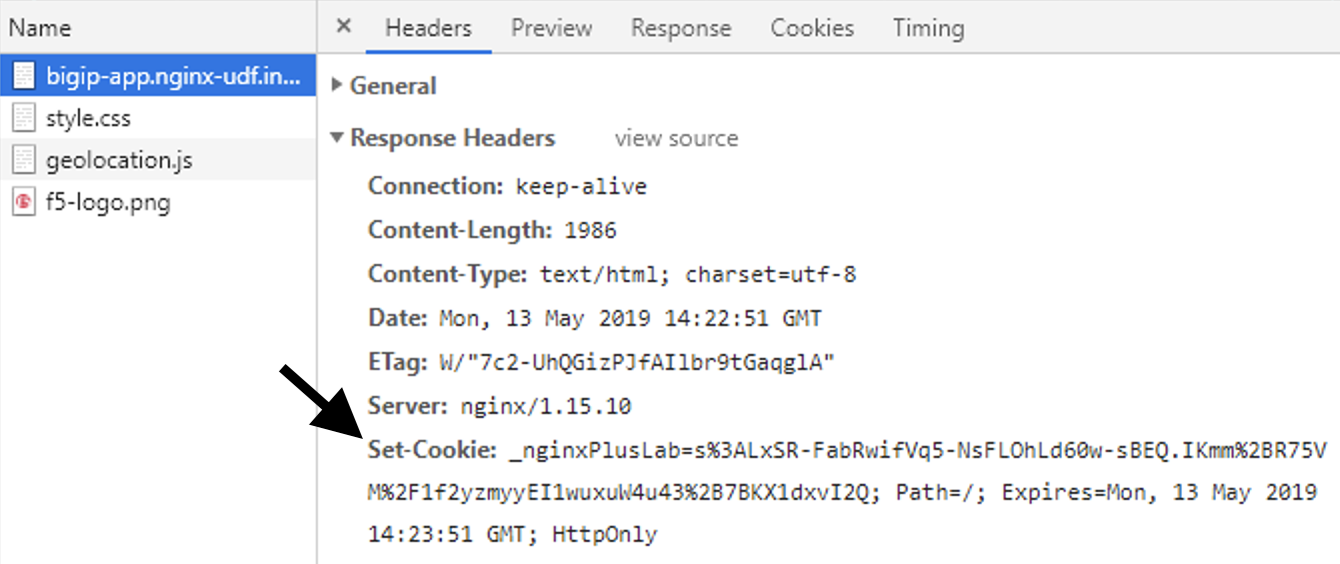 Name
bigip-app.nginx-udf.in...
style.css
geolocation.js
f5-logo.png
× Headers Preview Response Cookies Timing
General
Response Headers view source
Connection: keep-alive
Content-Length: 1986
Content-Type: text/html; charset=utf-8
Date: Mon, 13 May 2019 14:22:51 GMT
ETag: W/"7c2-UhQGizPJfAIlbr9tGaqglA"
Server: nginx/1.15.10
Set-Cookie: _nginxPlusLab=s%3ALxSR-FabRwifVq5-NsFLOhLd60w-sBEQ.IKmm%2BR75V
M%2F1f2yzmyyEI1wuxuW4u43%2B7BKX1dxvI2Q; Path=/; Expires=Mon, 13 May 2019
14:23:51 GMT; HttpOnly